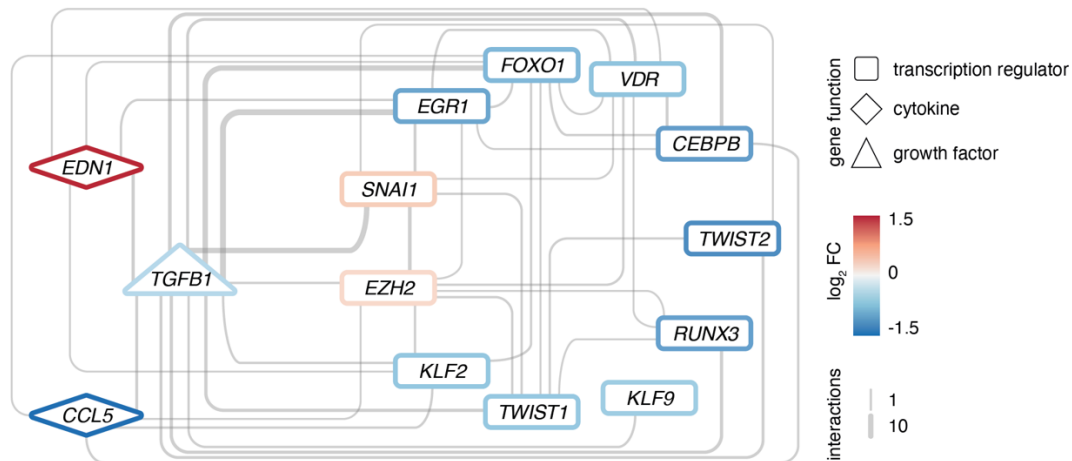 FOXO1
VDR
EGR1
CEBPB
EDN1
SNAI1
TWIST2
TGFB1
EZH2
RUNX3
KLF2
KLF9
CCL5
TWIST1
gene function
transcription regulator
cytokine
growth factor
log2 FC
1.5
0
-1.5
interactions
1
10